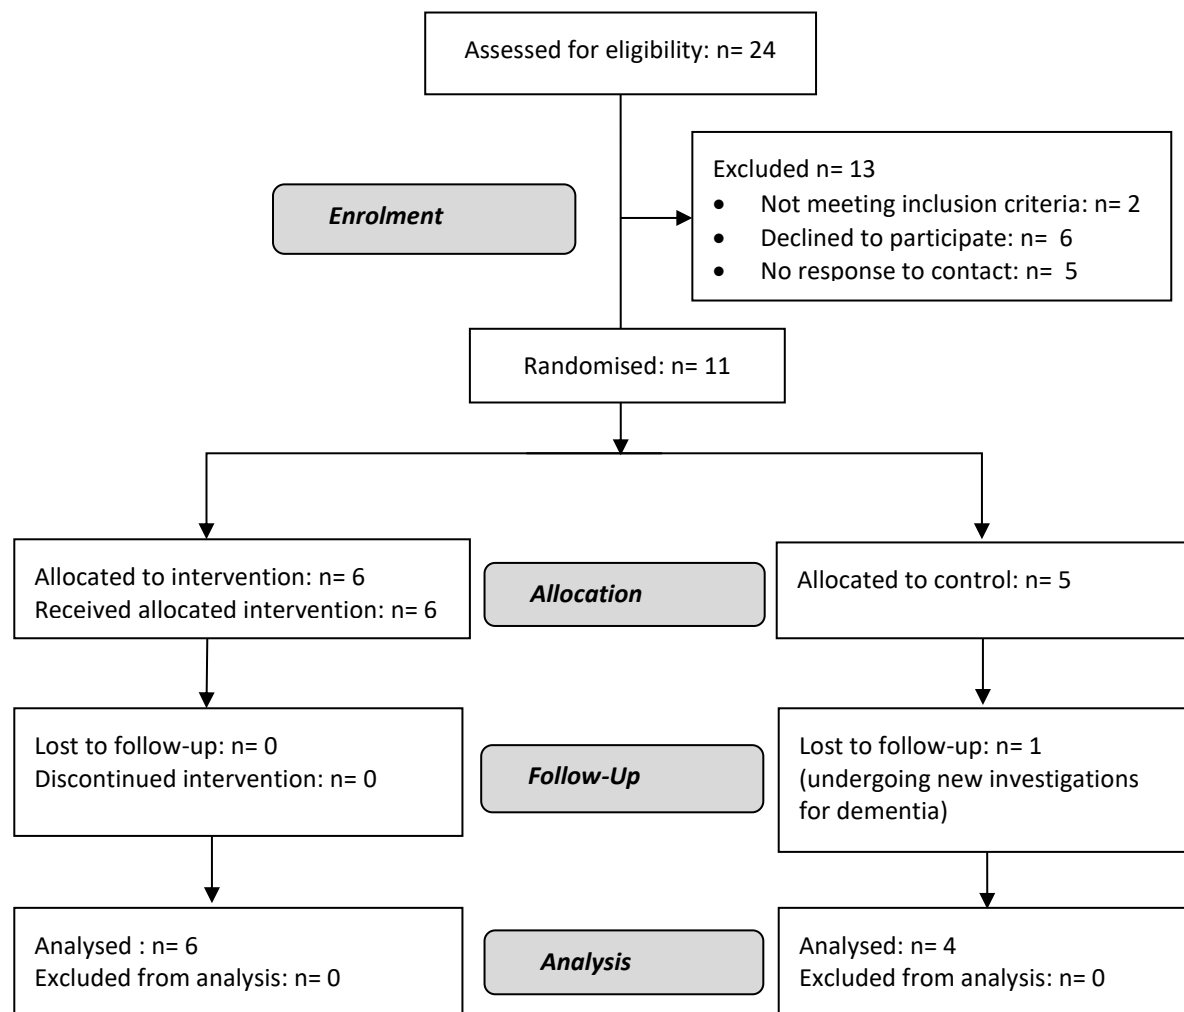 Assessed for eligibility: n= 24
Excluded n= 13
• Not meeting inclusion criteria: n= 2
• Declined to participate: n= 6
• No response to contact: n= 5
Enrolment
Randomised: n= 11
Allocated to intervention: n= 6
Received allocated intervention: n= 6
Allocation
Allocated to control: n= 5
Lost to follow-up: n= 0
Discontinued intervention: n= 0
Follow-Up
Lost to follow-up: n= 1
(undergoing new investigations
for dementia)
Analysed : n= 6
Excluded from analysis: n= 0
Analysis
Analysed: n= 4
Excluded from analysis: n= 0